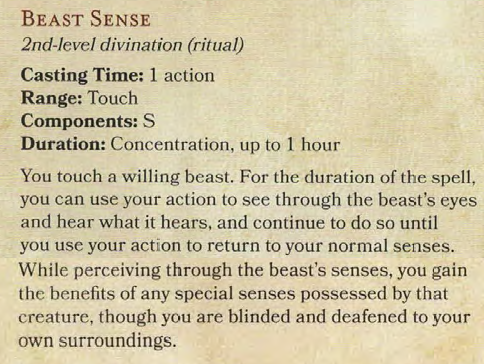 BEAST SENSE
2nd-level divination (ritual)
Casting Time: 1 action
Range: Touch
Components: S
Duration: Concentration, up to 1 hour
You touch a willing beast. For the duration of the spell,
you can use your action to see through the beast's eyes
and hear what it hears, and continue to do so until
you use your action to return to your normal senses.
While perceiving through the beast's senses, you gain
the benefits of any special senses possessed by that
creature, though you are blinded and deafened to your
own surroundings.